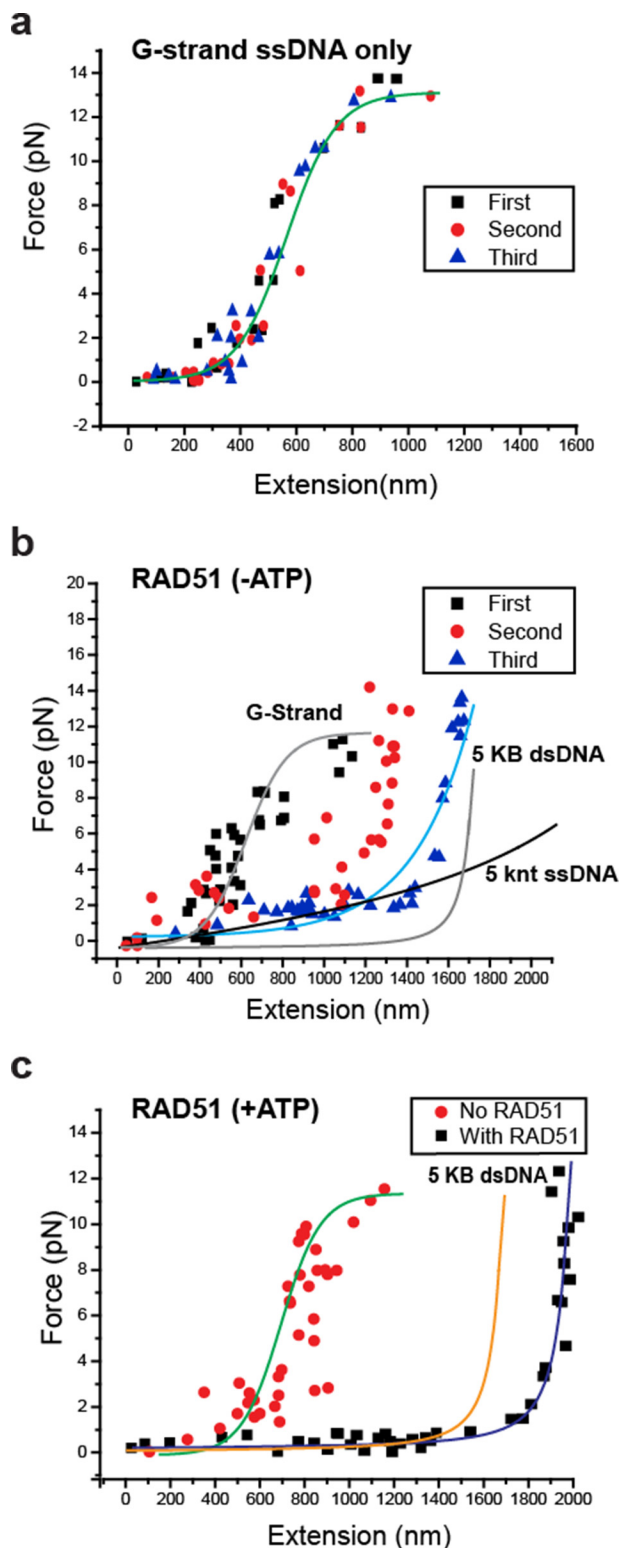 a
G-strand ssDNA only
14
12
10
8
6
4
2
0
-2
Force (pN)
First
Second
Third
0 200 400 600 800 1000 1200 1400 1600
Extension(nm)
b
RAD51 (-ATP)
20
18
16
14
12
10
8
6
4
2
0
Force (pN)
First
Second
Third
G-Strand
5 KB dsDNA
5 knt ssDNA
0 200 400 600 800 1000 1200 1400 1600 1800 2000
Extension (nm)
c
RAD51 (+ATP)
14
12
10
8
6
4
2
0
Force (pN)
No RAD51
With RAD51
5 KB dsDNA
0 200 400 600 800 1000 1200 1400 1600 1800 2000
Extension (nm)